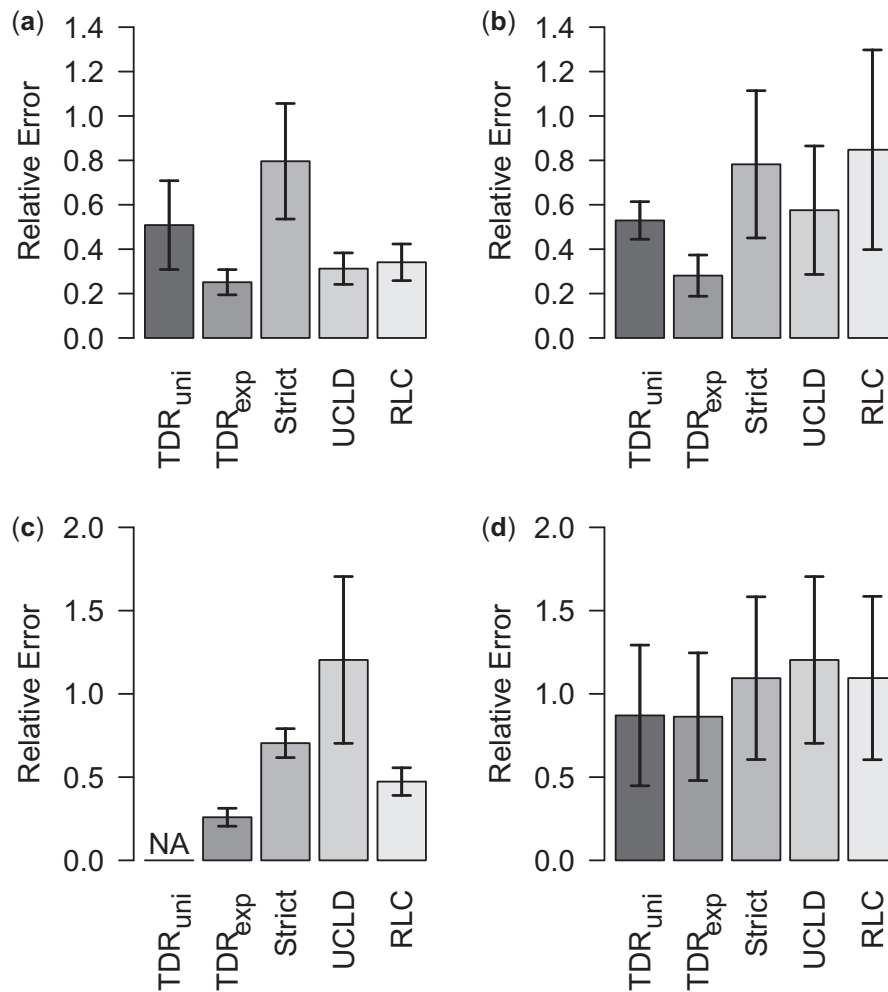 (a)
Relative Error
1.4
1.2
1.0
0.8
0.6
0.4
0.2
0.0
TDRuni
TDRexp
Strict
UCLD
RLC
(b)
Relative Error
1.4
1.2
1.0
0.8
0.6
0.4
0.2
0.0
TDRuni
TDRexp
Strict
UCLD
RLC
(c)
Relative Error
2.0
1.5
1.0
0.5
0.0
NA
TDRuni
TDRexp
Strict
UCLD
RLC
(d)
Relative Error
2.0
1.5
1.0
0.5
0.0
TDRuni
TDRexp
Strict
UCLD
RLC